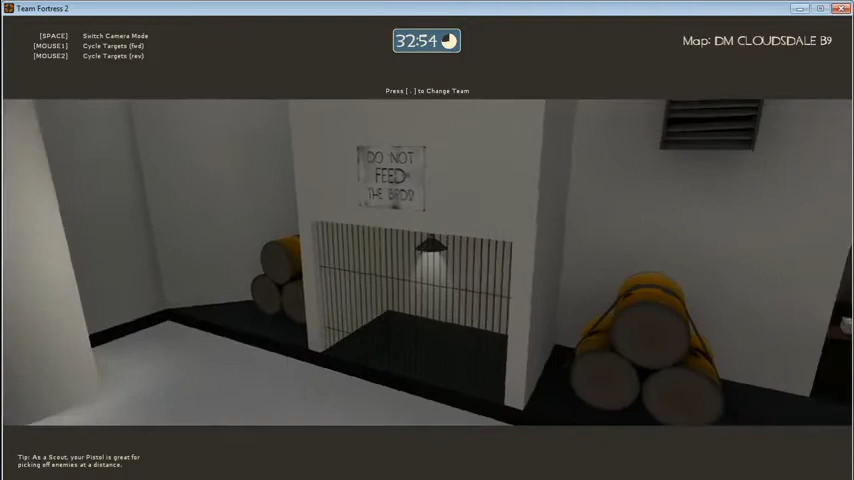 Team Fortress 2
[SPACE] Switch Camera Mode
[MOUSE1] Cycle Targets (fwd)
[MOUSE2] Cycle Targets (rev)
32:54
Map: DM CLOUDSDALE B9
Press [ . ] to Change Team
DO NOT
FEED
THE
Tip: As a Scout, your Pistol is great for
picking off enemies at a distance.